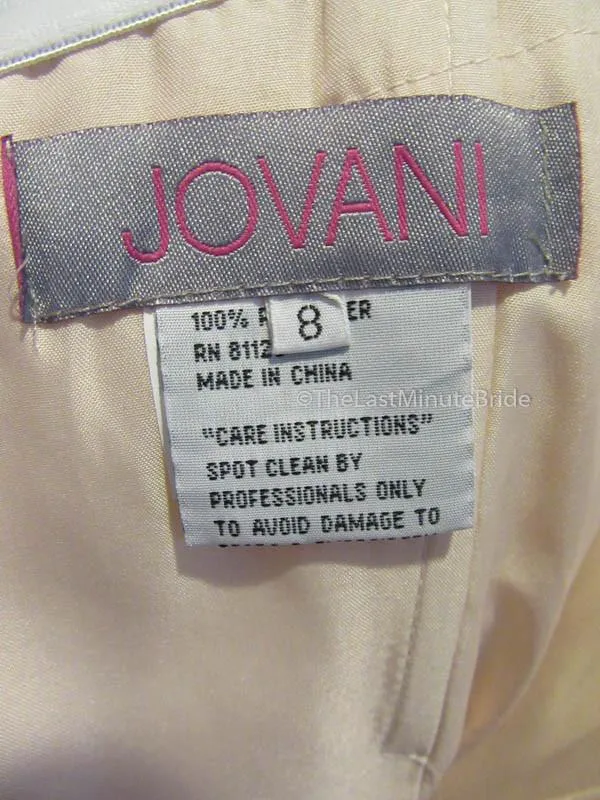 JOVANI
8
100% ER
RN 8112
MADE IN CHINA
©TheLastMinuteBride
"CARE INSTRUCTIONS"
SPOT CLEAN BY
PROFESSIONALS ONLY
TO AVOID DAMAGE TO